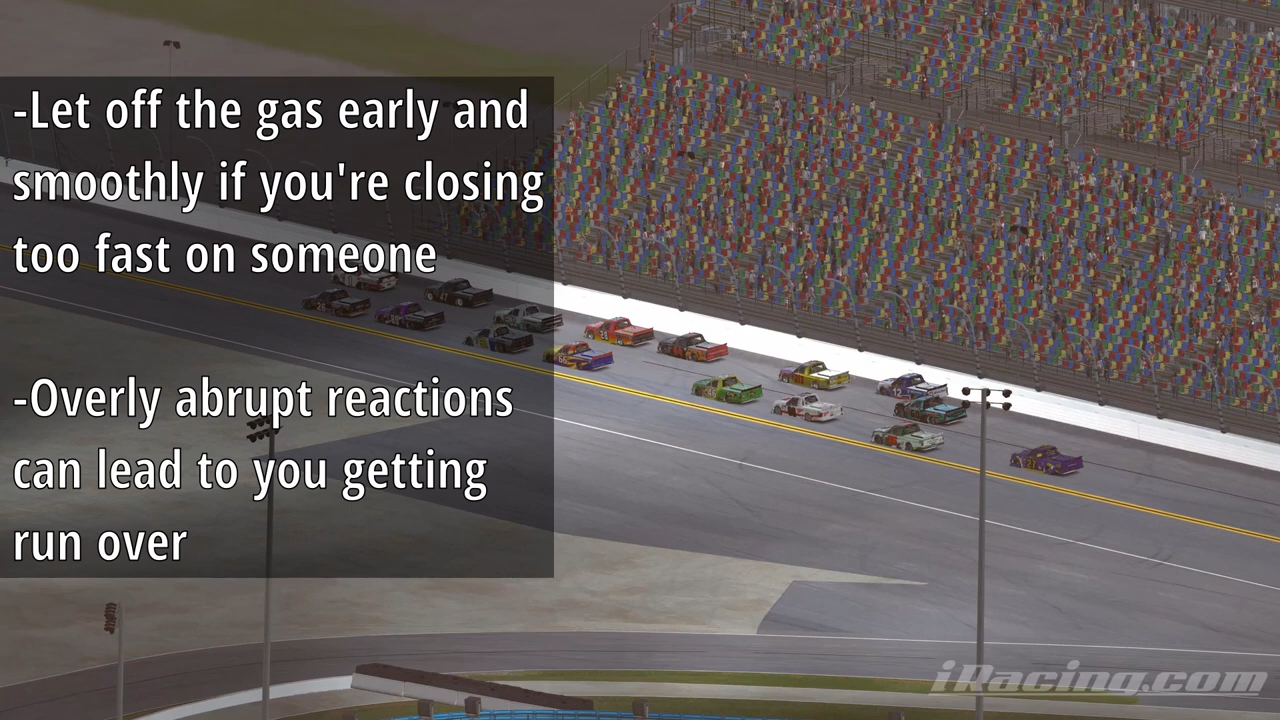 -Let off the gas early and
smoothly if you're closing
too fast on someone
-Overly abrupt reactions
can lead to you getting
run over
iRacing.com